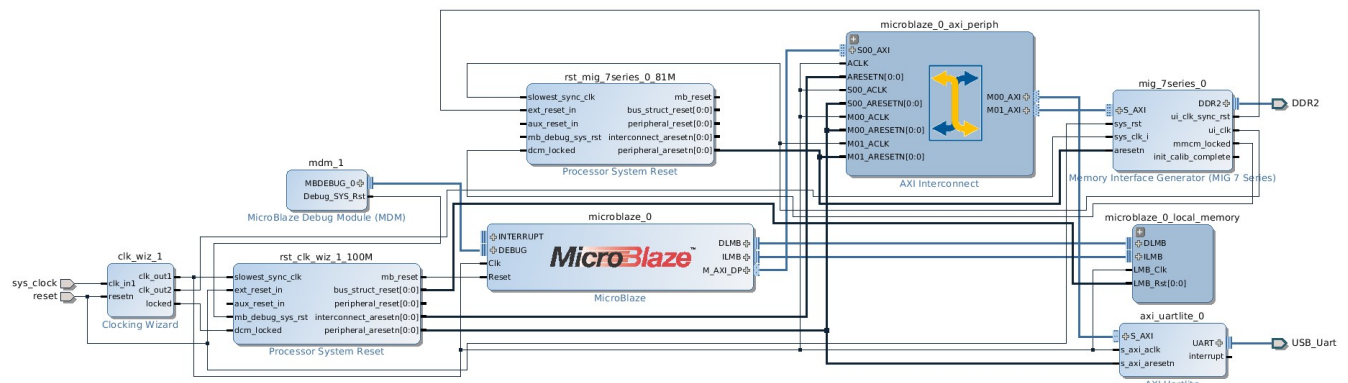 microblaze_0_axi_periph
S00_AXI
ACLK
ARESETN[0:0]
S00_ACLK
S00_ARESETN[0:0]
M00_ACLK
M00_ARESETN[0:0]
M01_ACLK
M01_ARESETN[0:0]
M00_AXI
M01_AXI
AXI Interconnect
rst_mig_7series_0_81M
slowest_sync_clk
ext_reset_in
aux_reset_in
mb_debug_sys_rst
dcm_locked
mb_reset
bus_struct_reset[0:0]
peripheral_reset[0:0]
interconnect_aresetn[0:0]
peripheral_aresetn[0:0]
Processor System Reset
mig_7series_0
S_AXI
sys_rst
sys_clk_i
aresetn
DDR2
ui_clk_sync_rst
ui_clk
mmcm_locked
init_calib_complete
Memory Interface Generator (MIG 7 Series)
DDR2
mdm_1
MBDEBUG_0
Debug_SYS_Rst
MicroBlaze Debug Module (MDM)
microblaze_0
INTERRUPT
DEBUG
Clk
Reset
MicroBlaze™
DLMB
ILMB
M_AXI_DP
MicroBlaze
microblaze_0_local_memory
DLMB
ILMB
LMB_Clk
LMB_Rst[0:0]
sys_clock
reset
clk_wiz_1
clk_in1
resetn
clk_out1
clk_out2
locked
Clocking Wizard
rst_clk_wiz_1_100M
slowest_sync_clk
ext_reset_in
aux_reset_in
mb_debug_sys_rst
dcm_locked
mb_reset
bus_struct_reset[0:0]
peripheral_reset[0:0]
interconnect_aresetn[0:0]
peripheral_aresetn[0:0]
Processor System Reset
axi_uartlite_0
S_AXI
s_axi_aclk
s_axi_aresetn
UART
interrupt
USB_Uart
AXI Uartlite